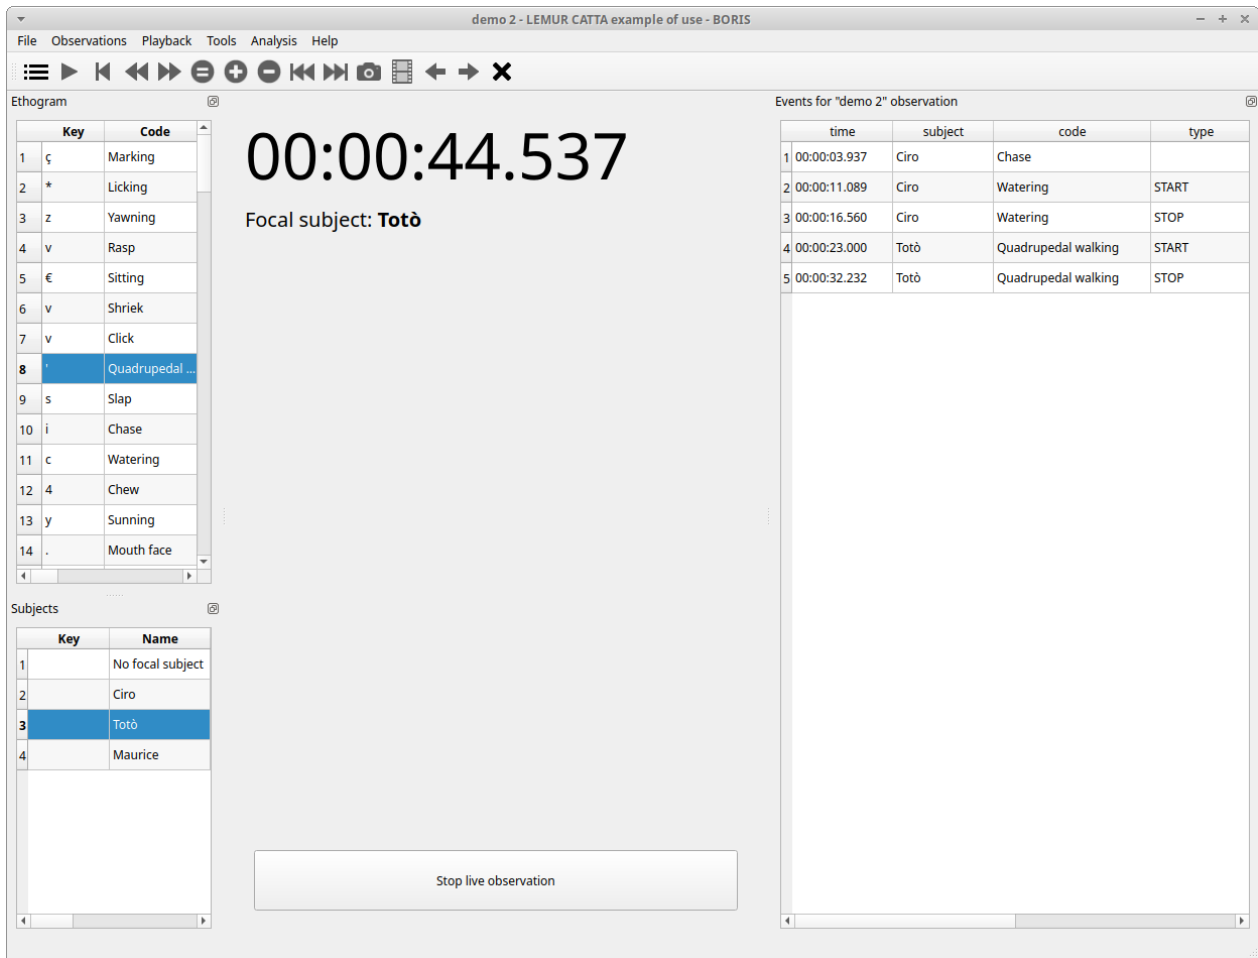 demo 2 - LEMUR CATTA example of use - BORIS
File Observations Playback Tools Analysis Help
Ethogram
Key Code
1 ç Marking
2 * Licking
3 z Yawning
4 v Rasp
5 € Sitting
6 v Shriek
7 v Click
8 ' Quadrupedal ...
9 s Slap
10 i Chase
11 c Watering
12 4 Chew
13 y Sunning
14 . Mouth face
Subjects
Key Name
1 No focal subject
2 Ciro
3 Totò
4 Maurice
00:00:44.537
Focal subject: Totò
Stop live observation
Events for "demo 2" observation
time subject code type
1 00:00:03.937 Ciro Chase
2 00:00:11.089 Ciro Watering START
3 00:00:16.560 Ciro Watering STOP
4 00:00:23.000 Totò Quadrupedal walking START
5 00:00:32.232 Totò Quadrupedal walking STOP